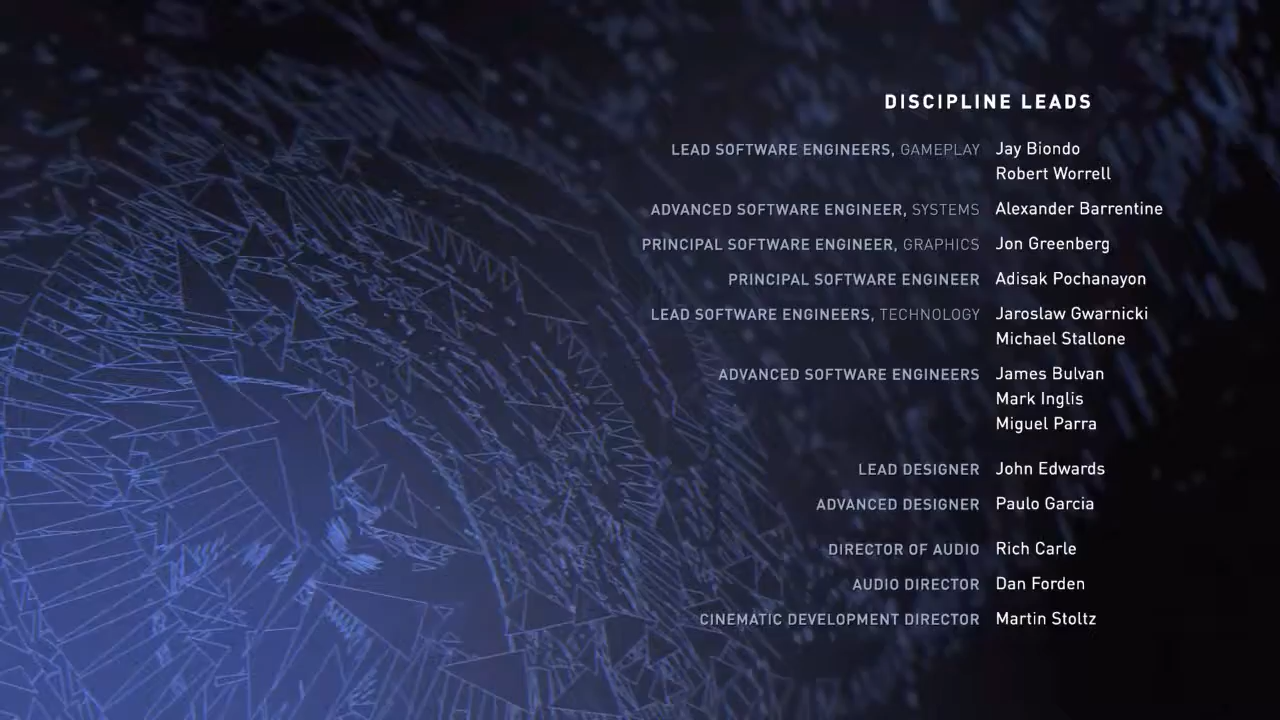 DISCIPLINE LEADS
LEAD SOFTWARE ENGINEERS, GAMEPLAY Jay Biondo
Robert Worrell
ADVANCED SOFTWARE ENGINEER, SYSTEMS Alexander Barrentine
PRINCIPAL SOFTWARE ENGINEER, GRAPHICS Jon Greenberg
PRINCIPAL SOFTWARE ENGINEER Adisak Pochanayon
LEAD SOFTWARE ENGINEERS, TECHNOLOGY Jaroslaw Gwarnicki
Michael Stallone
ADVANCED SOFTWARE ENGINEERS James Bulvan
Mark Inglis
Miguel Parra
LEAD DESIGNER John Edwards
ADVANCED DESIGNER Paulo Garcia
DIRECTOR OF AUDIO Rich Carle
AUDIO DIRECTOR Dan Forden
CINEMATIC DEVELOPMENT DIRECTOR Martin Stoltz